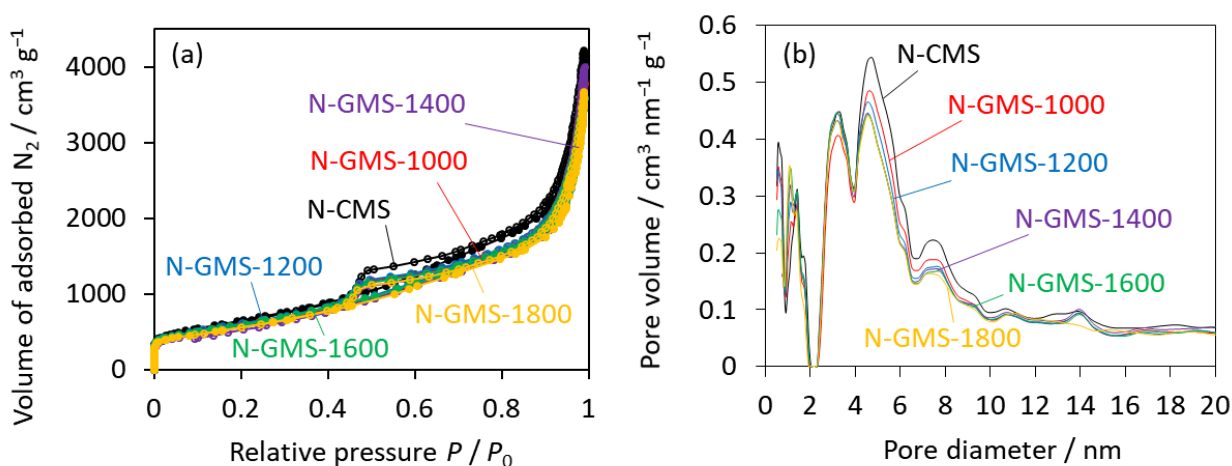 (a)
Volume of adsorbed N₂ / cm³ g⁻¹
4000
3000
2000
1000
0
N-GMS-1400
N-GMS-1000
N-CMS
N-GMS-1200
N-GMS-1800
N-GMS-1600
0
0.2
0.4
0.6
0.8
1
Relative pressure P / P₀
(b)
Pore volume / cm³ nm⁻¹ g⁻¹
0.6
0.5
0.4
0.3
0.2
0.1
0
N-CMS
N-GMS-1000
N-GMS-1200
N-GMS-1400
N-GMS-1600
N-GMS-1800
0
2
4
6
8
10
12
14
16
18
20
Pore diameter / nm